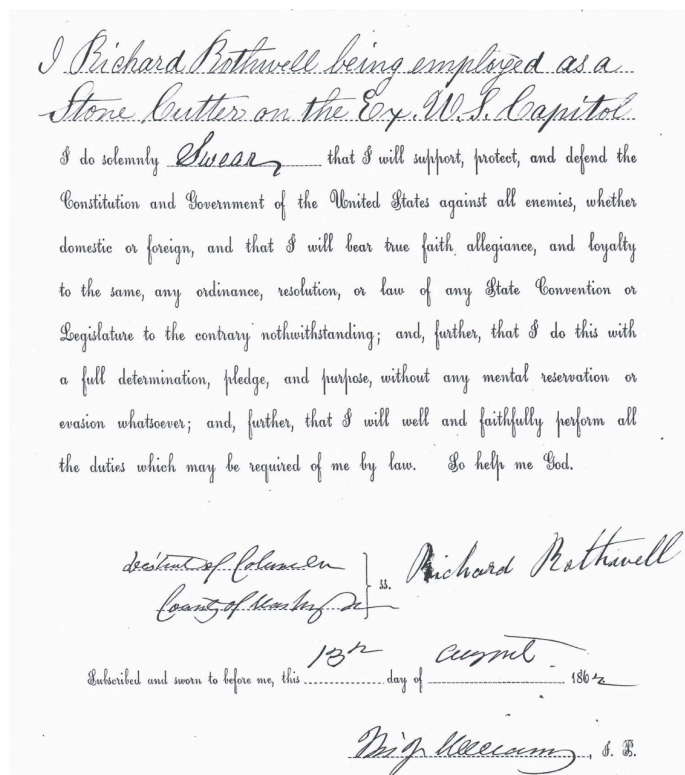 I Richard Rothwell being employed as a
Stone Cutter on the Ex. U.S. Capitol
I do solemnly Swear that I will support, protect, and defend the
Constitution and Government of the United States against all enemies, whether
domestic or foreign, and that I will bear true faith, allegiance, and loyalty
to the same, any ordinance, resolution, or law of any State Convention or
Legislature to the contrary notwithstanding; and, further, that I do this with
a full determination, pledge, and purpose, without any mental reservation or
evasion whatsoever; and, further, that I will well and faithfully perform all
the duties which may be required of me by law. So help me God.
District of Columbia
County of Washington } ss. Richard Rothwell
Subscribed and sworn to before me, this 13th day of August 1862
J. P.